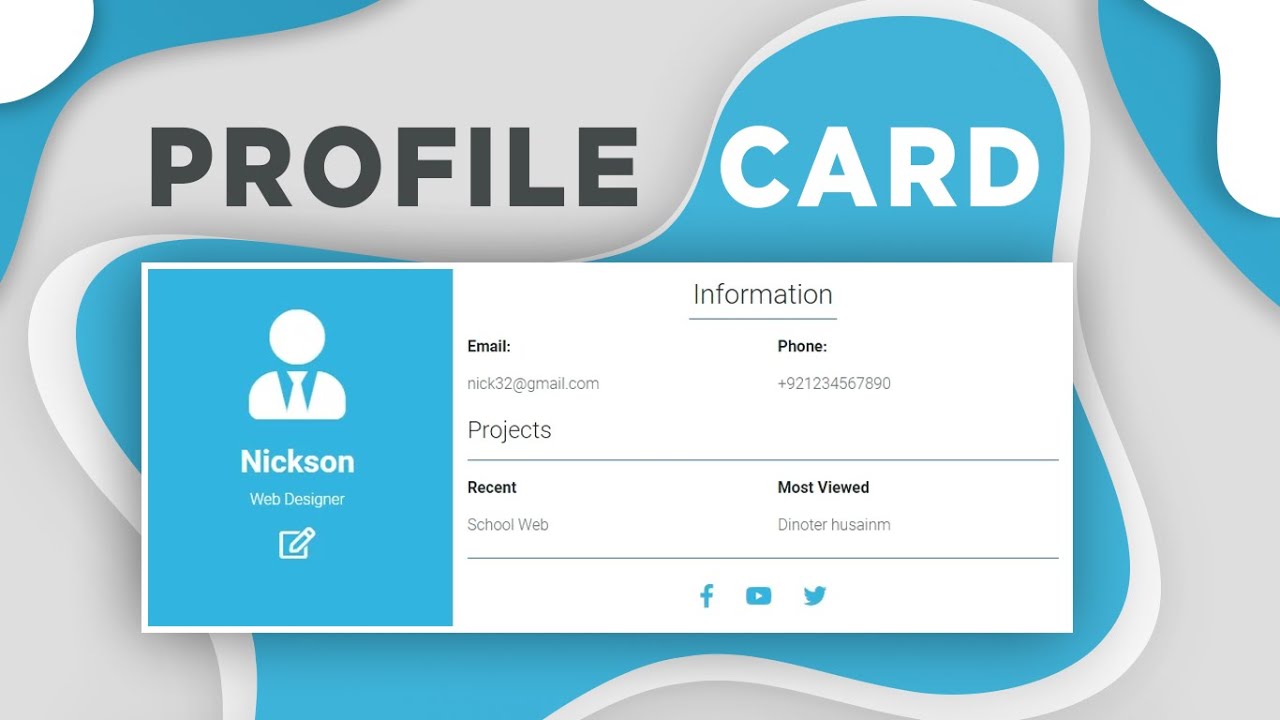 PROFILE CARD
Nickson
Web Designer
Information
Email: Phone:
nick32@gmail.com +921234567890
Projects
Recent Most Viewed
School Web Dinoter husainm